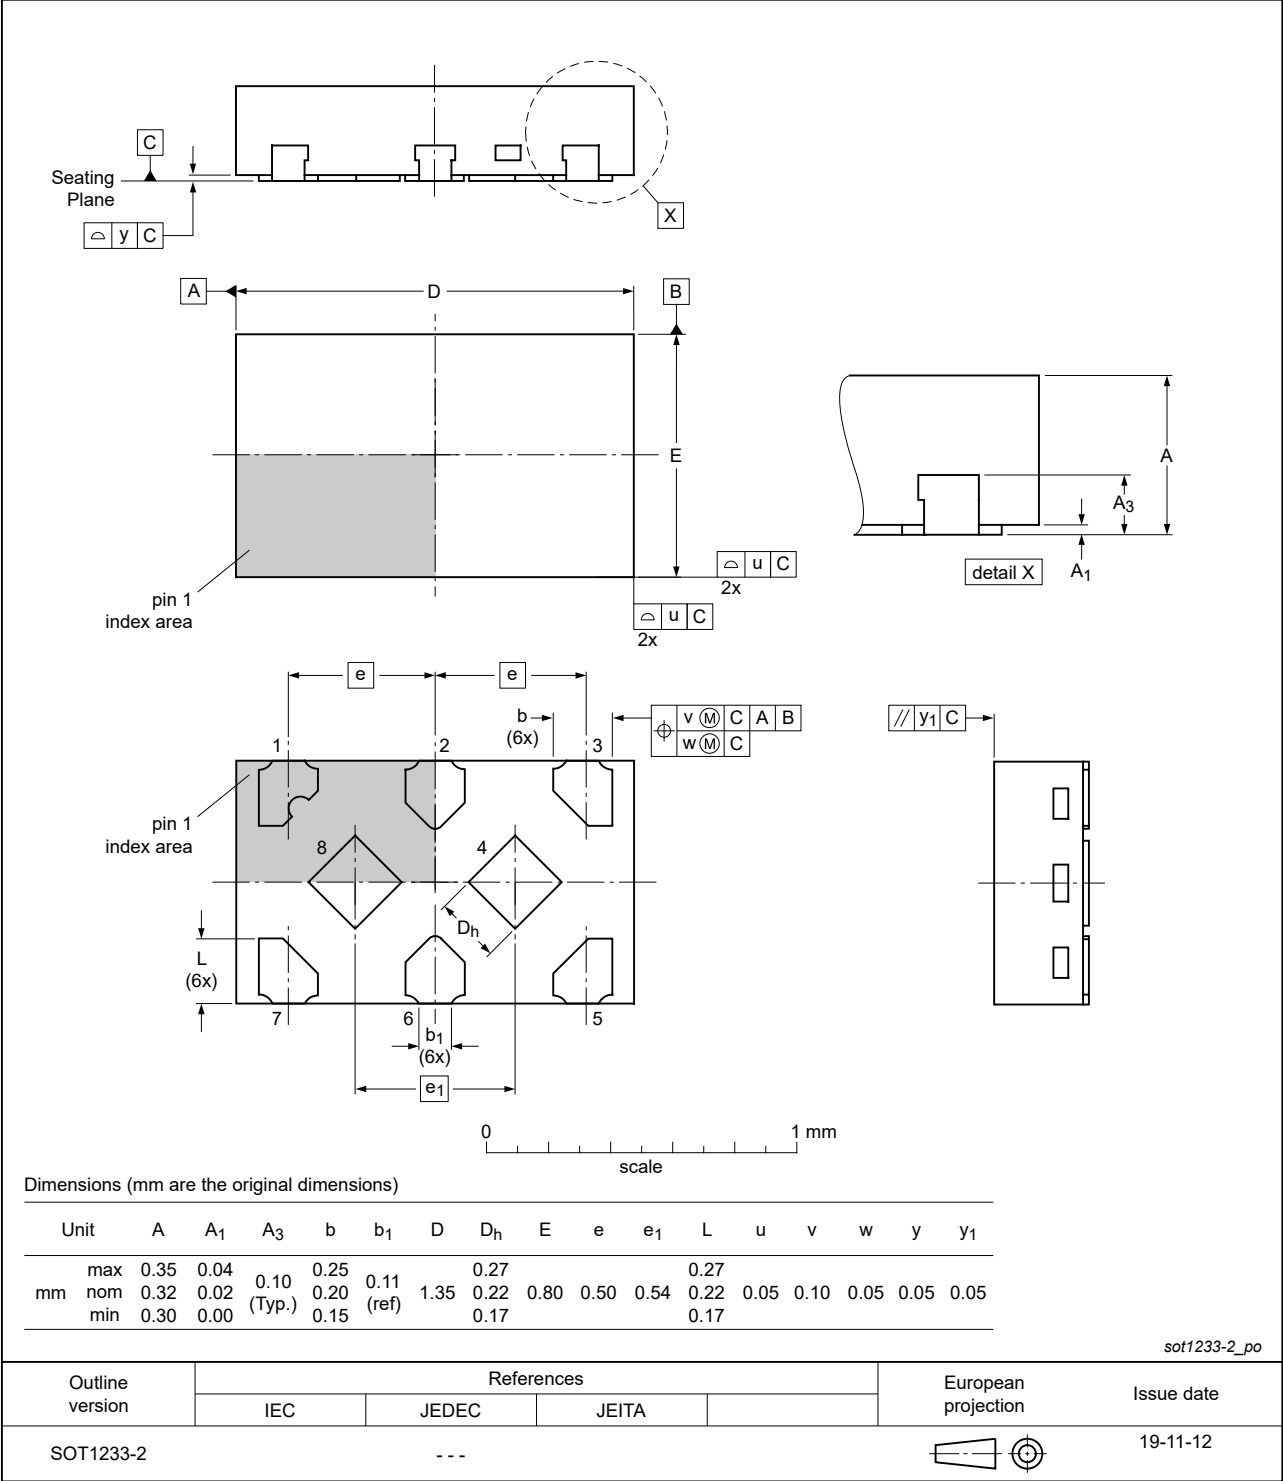 C
Seating
Plane
y C
X
A
D
B
E
u C
2x
u C
2x
pin 1
index area
A
A3
A1
detail X
e
e
b
(6x)
v M C A B
w M C
y1 C
1
2
3
pin 1
index area
8
4
Dh
L
(6x)
7
6
5
b1
(6x)
e1
0 1 mm
scale
Dimensions (mm are the original dimensions)
Unit A A1 A3 b b1 D Dh E e e1 L u v w y y1
max 0.35 0.04 0.25 0.27 0.27
mm nom 0.32 0.02 0.10 (Typ.) 0.20 0.11 (ref) 1.35 0.22 0.80 0.50 0.54 0.22 0.05 0.10 0.05 0.05 0.05
min 0.30 0.00 0.15 0.17 0.17
sot1233-2_po
Outline
version
References
IEC JEDEC JEITA
European
projection
Issue date
SOT1233-2
- - -
19-11-12